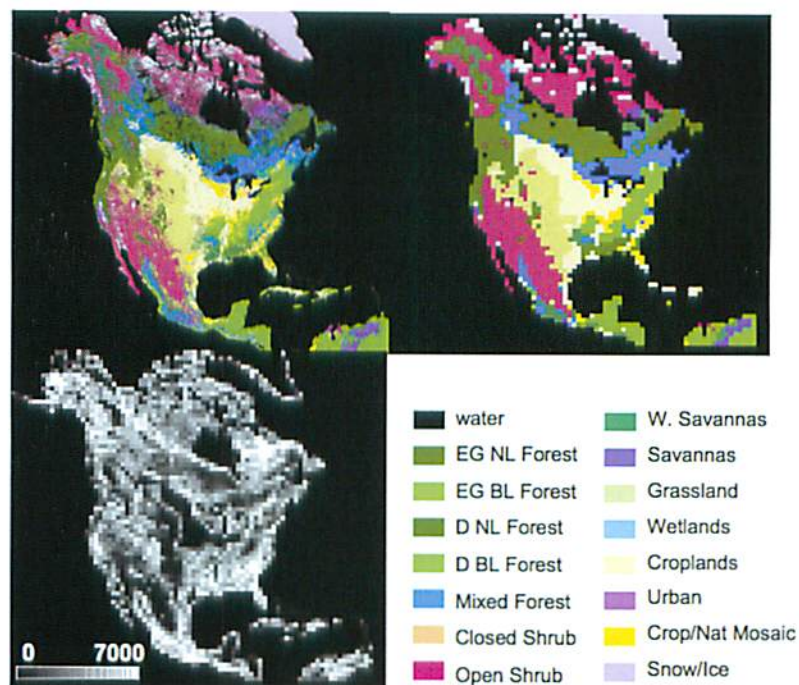 water
EG NL Forest
EG BL Forest
D NL Forest
D BL Forest
Mixed Forest
Closed Shrub
Open Shrub
W. Savannas
Savannas
Grassland
Wetlands
Croplands
Urban
Crop/Nat Mosaic
Snow/Ice
0 7000